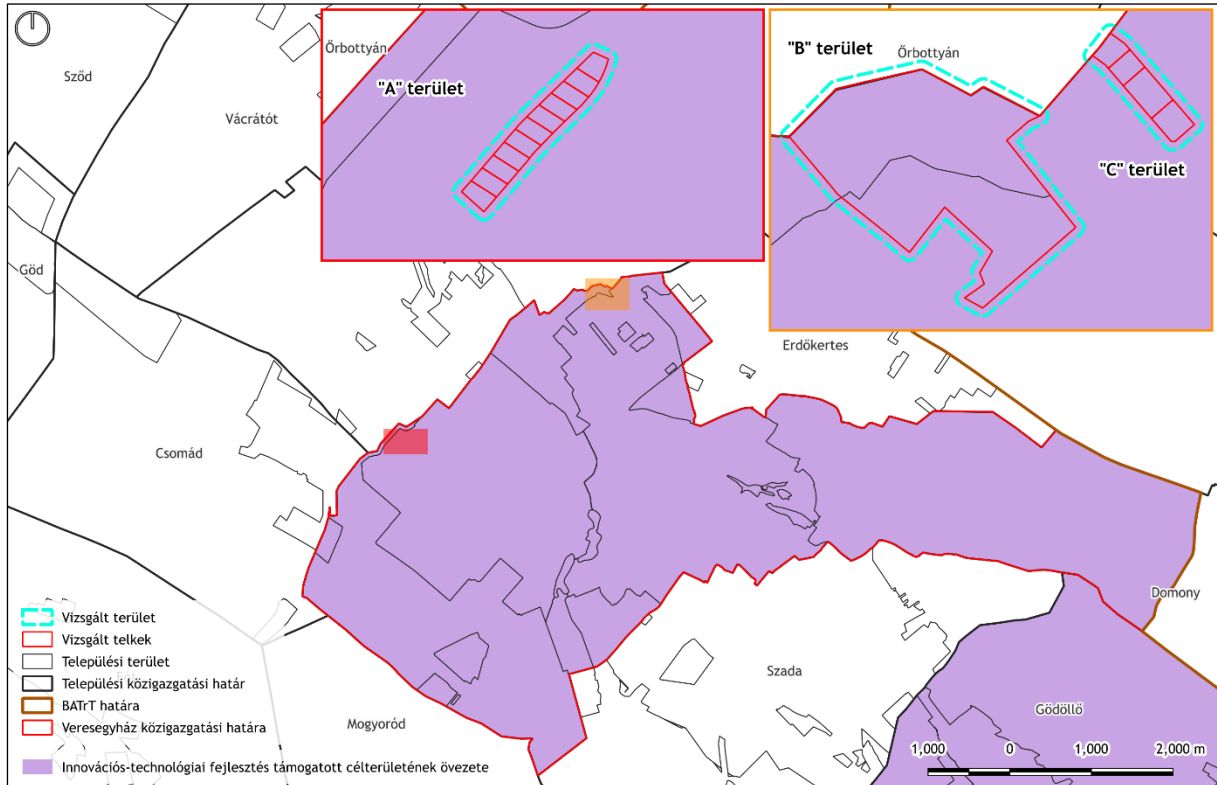 Sződ
Vácrátót
Őrbottyán
"A" terület
"B" terület
Őrbottyán
"C" terület
Göd
Erdőkertes
Csomád
Domony
Szada
Gödöllő
Mogyoród
Vizsgált terület
Vizsgált telkek
Települési terület
Települési közigazgatási határ
BATrT határa
Veresegyház közigazgatási határa
Innovációs-technológiai fejlesztés támogatott célterületének övezete
1,000 0 1,000 2,000 m